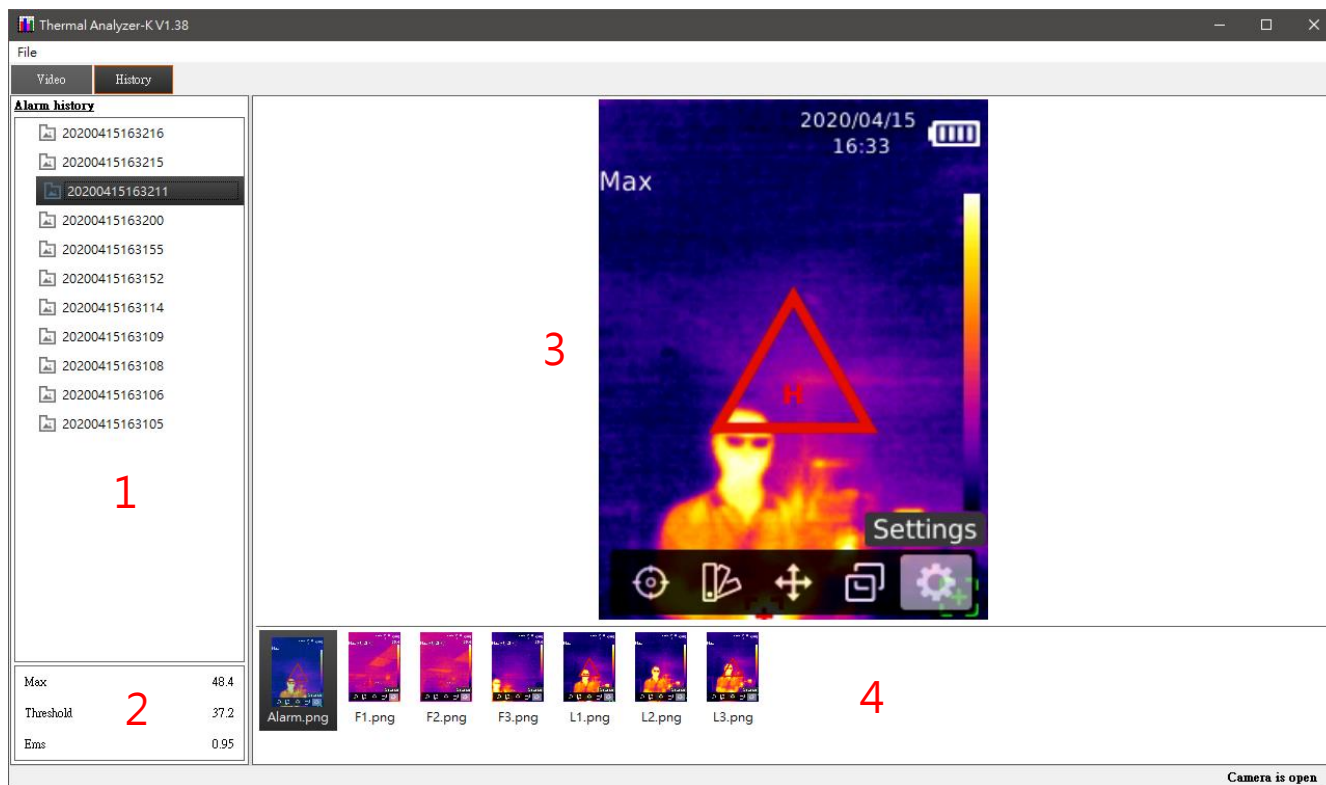 Thermal Analyzer-K V1.38
File
Video History
Alarm history
20200415163216
20200415163215
20200415163211
20200415163200
20200415163155
20200415163152
20200415163114
20200415163109
20200415163108
20200415163106
20200415163105
1
Max 48.4
Threshold 37.2
Ems 0.95
2
2020/04/15
16:33
Max
H
3
Settings
Alarm.png F1.png F2.png F3.png L1.png L2.png L3.png
4
Camera is open